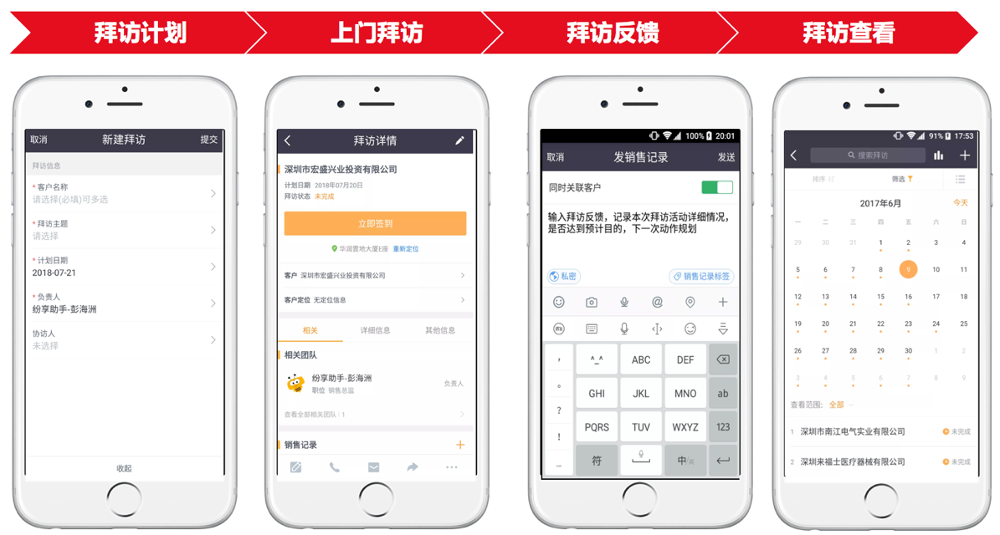 拜访计划
上门拜访
拜访反馈
拜访查看
取消 新建拜访 提交
拜访信息
* 客户名称
请选择(必填)可多选
* 拜访主题
请选择
* 计划日期
2018-07-21
* 负责人
纷享助手-彭海洲
协访人
未选择
收起
拜访详情
深圳市宏盛兴业投资有限公司
计划日期 2018年07月20日
拜访状态 未完成
立即签到
华润置地大厦E座 重新定位
客户 深圳市宏盛兴业投资有限公司
客户定位 无定位信息
相关 详细信息 其他信息
相关团队
纷享助手-彭海洲
职位 销售总监
负责人
查看全部相关团队 : 1
销售记录 +
100% 20:01
取消 发销售记录 发送
同时关联客户
输入拜访反馈，记录本次拜访活动详细情况，
是否达到预计目的，下一次动作规划
私密 销售记录标签
, ^_^ ABC DEF
。 GHI JKL MNO ab
? PQRS TUV WXYZ 123
!
... 符 中/英
91% 17:53
搜索拜访
排序 筛选
2017年6月 今天
一 二 三 四 五 六 日
29 30 31 1 2 3 4
5 6 7 8 9 10 11
12 13 14 15 16 17 18
19 20 21 22 23 24 25
26 27 28 29 30 1 2
3 4 5 6 7 8 9
查看范围: 全部
1 深圳市南江电气实业有限公司 未完成
2 深圳来福士医疗器械有限公司 未完成